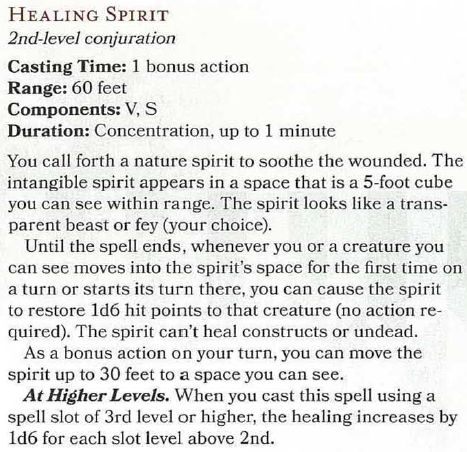 HEALING SPIRIT
2nd-level conjuration
Casting Time: 1 bonus action
Range: 60 feet
Components: V, S
Duration: Concentration, up to 1 minute
You call forth a nature spirit to soothe the wounded. The
intangible spirit appears in a space that is a 5-foot cube
you can see within range. The spirit looks like a trans-
parent beast or fey (your choice).
Until the spell ends, whenever you or a creature you
can see moves into the spirit's space for the first time on
a turn or starts its turn there, you can cause the spirit
to restore 1d6 hit points to that creature (no action re-
quired). The spirit can't heal constructs or undead.
As a bonus action on your turn, you can move the
spirit up to 30 feet to a space you can see.
At Higher Levels. When you cast this spell using a
spell slot of 3rd level or higher, the healing increases by
1d6 for each slot level above 2nd.